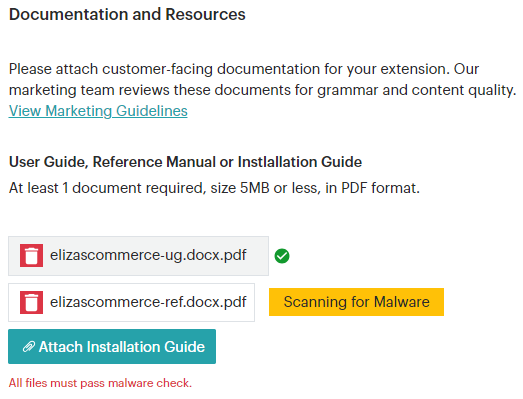 Documentation and Resources
Please attach customer-facing documentation for your extension. Our
marketing team reviews these documents for grammar and content quality.
View Marketing Guidelines
User Guide, Reference Manual or Instlallation Guide
At least 1 document required, size 5MB or less, in PDF format.
elizascommerce-ug.docx.pdf
elizascommerce-ref.docx.pdf Scanning for Malware
Attach Installation Guide
All files must pass malware check.